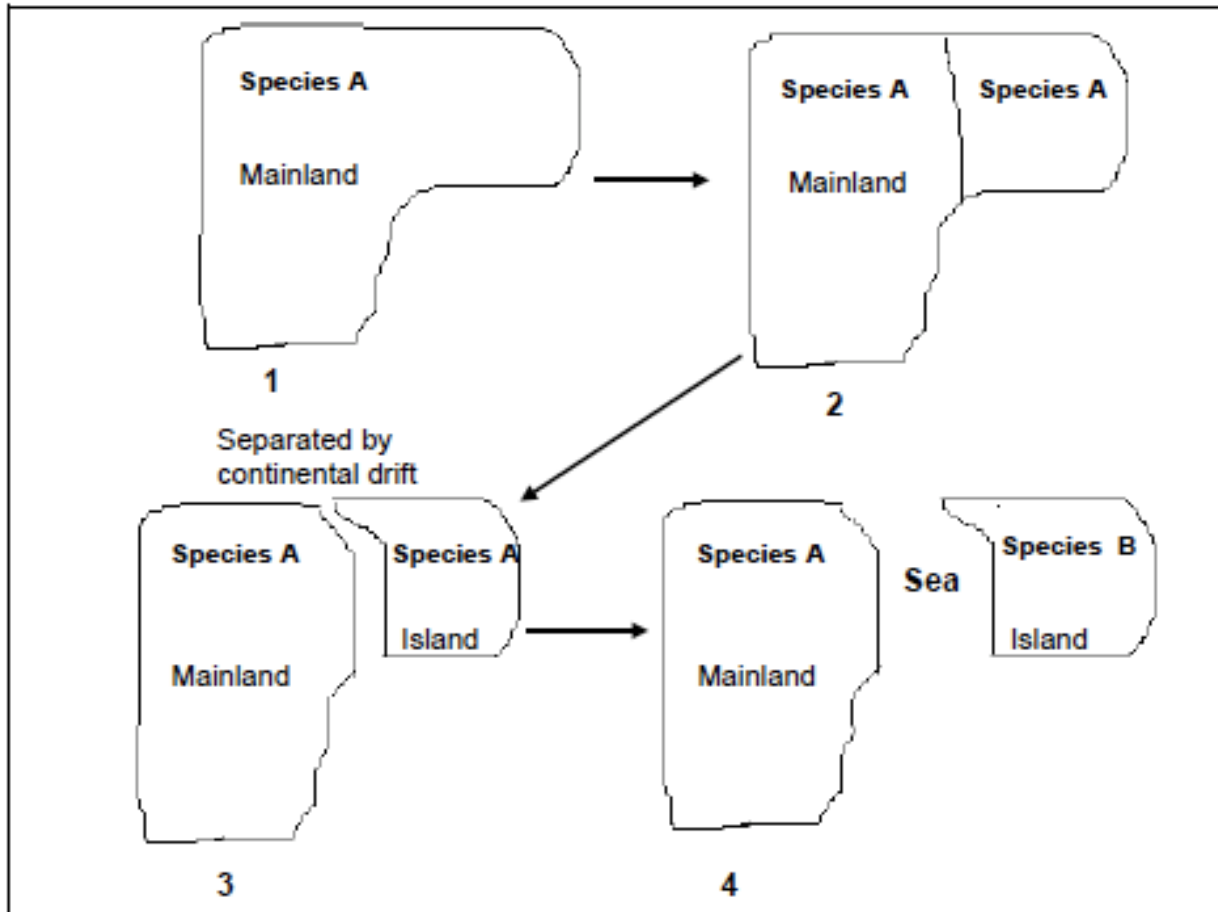 Species A
Mainland
1
Species A Species A
Mainland
2
Separated by
continental drift
Species A Species A
Island
Mainland
3
Species A Sea Species B
Island
Mainland
4